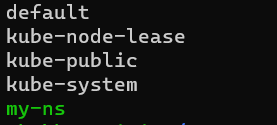 default
kube-node-lease
kube-public
kube-system
my-ns